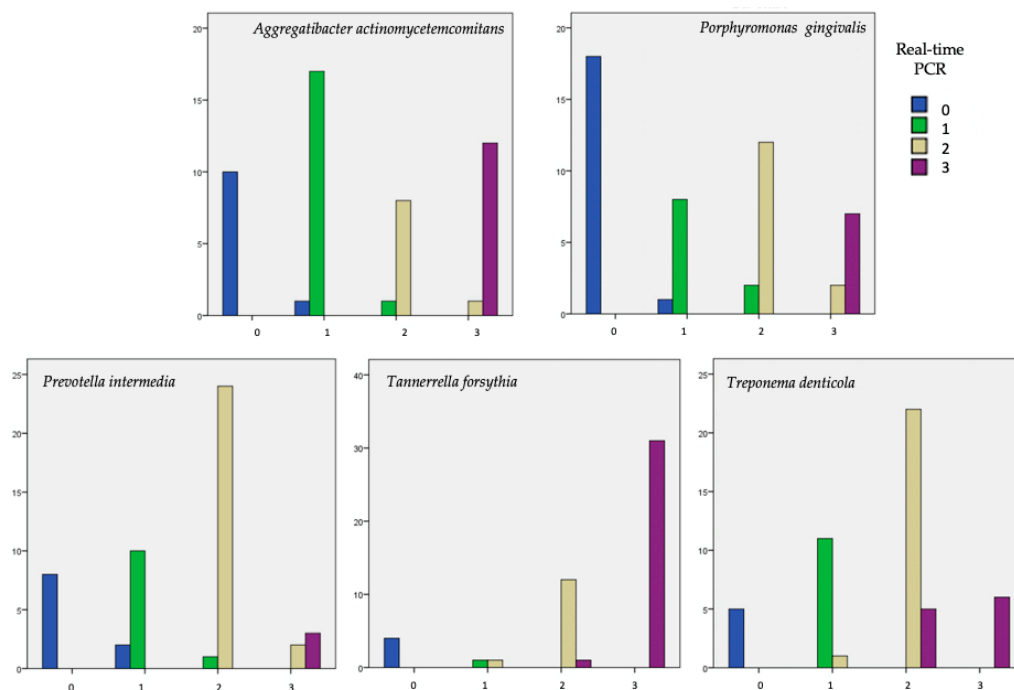 Aggregatibacter actinomycetemcomitans
20
15
10
5
0
0 1 2 3
Porphyromonas gingivalis
20
15
10
5
0
0 1 2 3
Real-time
PCR
0
1
2
3
Prevotella intermedia
25
20
15
10
5
0
0 1 2 3
Tannerrella forsythia
40
30
20
10
0
0 1 2 3
Treponema denticola
25
20
15
10
5
0
0 1 2 3